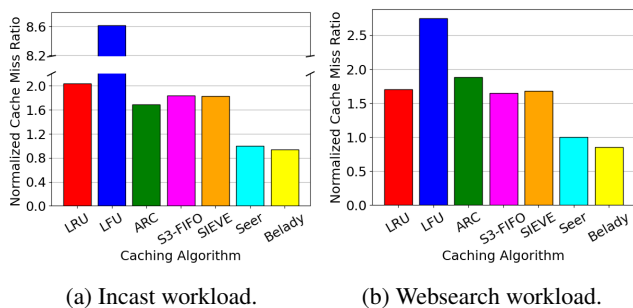 Normalized Cache Miss Ratio
8.6
8.2
2.0
1.6
1.2
0.8
0.4
0.0
LRU
LFU
ARC
S3-FIFO
SIEVE
Seer
Belady
Caching Algorithm
(a) Incast workload.
Normalized Cache Miss Ratio
2.5
2.0
1.5
1.0
0.5
0.0
LRU
LFU
ARC
S3-FIFO
SIEVE
Seer
Belady
Caching Algorithm
(b) Websearch workload.